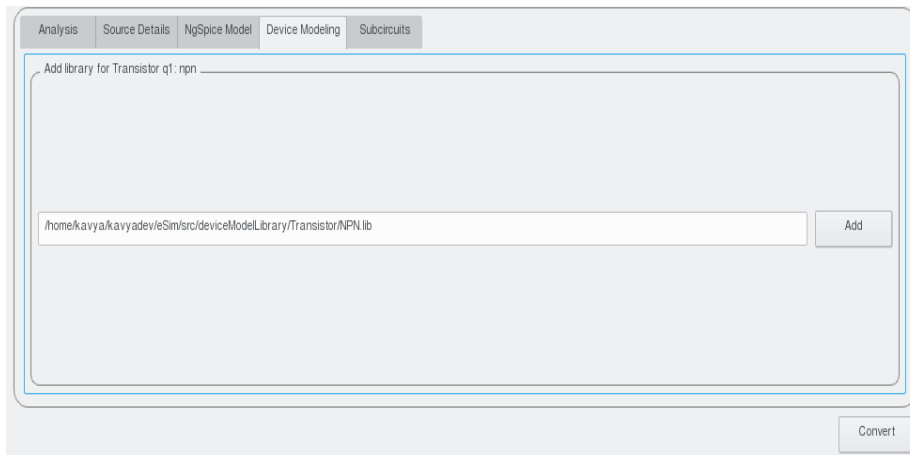 Analysis Source Details NgSpice Model Device Modeling Subcircuits
Add library for Transistor q1: npn
/home/kavya/kavyadev/eSim/src/deviceModelLibrary/Transistor/NPN.lib Add
Convert